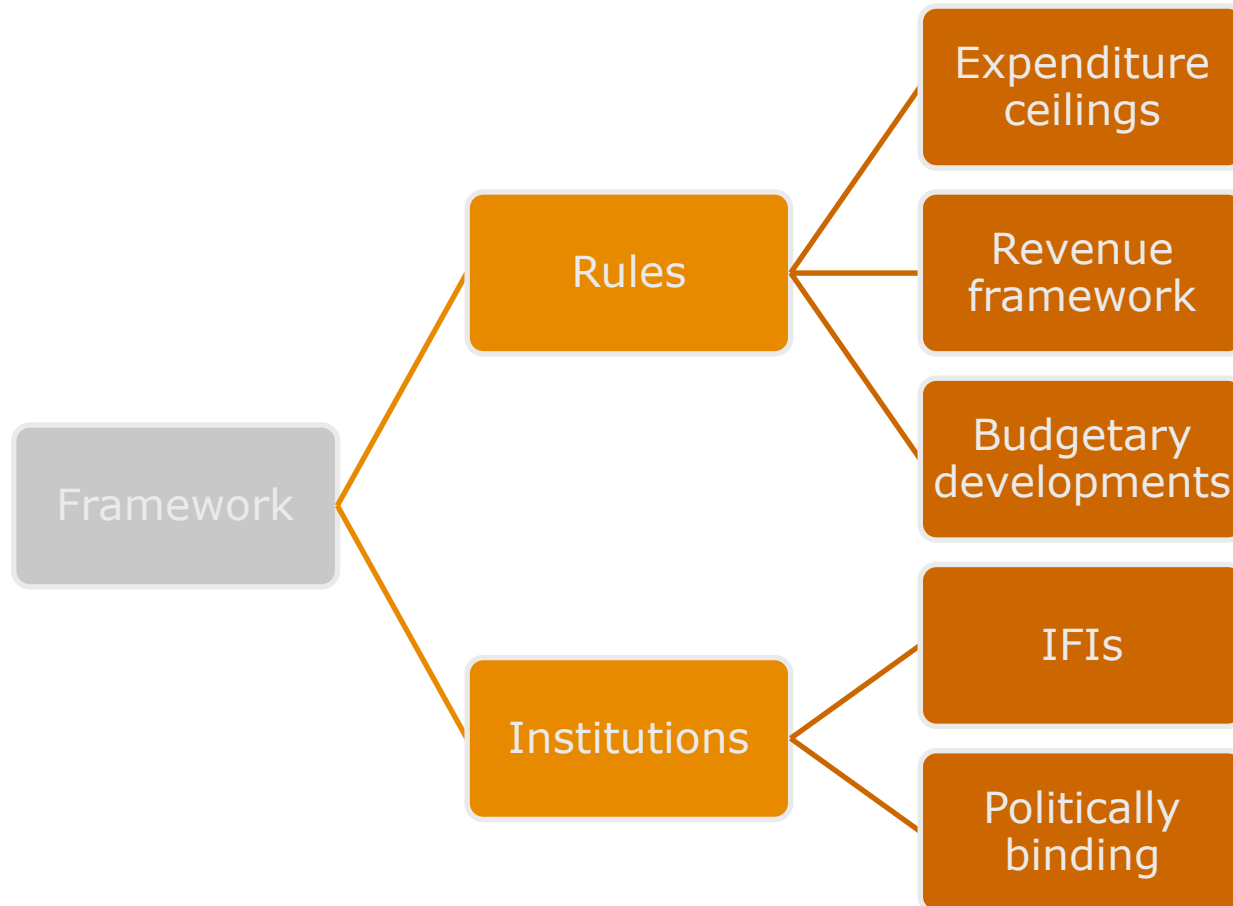 Framework
Rules
Expenditure
ceilings
Revenue
framework
Budgetary
developments
Institutions
IFIs
Politically
binding